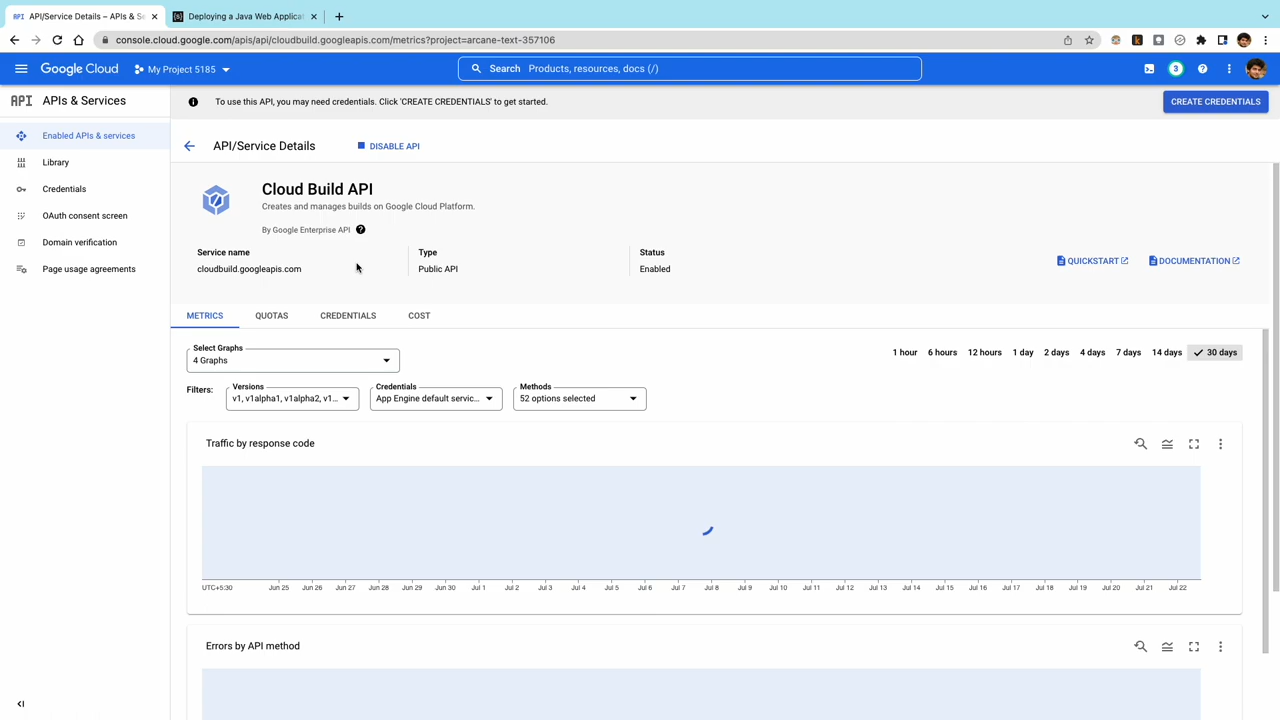 API API/Service Details – APIs & Se
Deploying a Java Web Applicat
console.cloud.google.com/apis/api/cloudbuild.googleapis.com/metrics?project=arcane-text-357106
Google Cloud
My Project 5185
Search Products, resources, docs (/)
3
API APIs & Services
To use this API, you may need credentials. Click 'CREATE CREDENTIALS' to get started.
CREATE CREDENTIALS
Enabled APIs & services
Library
Credentials
OAuth consent screen
Domain verification
Page usage agreements
API/Service Details
DISABLE API
Cloud Build API
Creates and manages builds on Google Cloud Platform.
By Google Enterprise API
Service name
cloudbuild.googleapis.com
Type
Public API
Status
Enabled
QUICKSTART
DOCUMENTATION
METRICS QUOTAS CREDENTIALS COST
Select Graphs
4 Graphs
1 hour 6 hours 12 hours 1 day 2 days 4 days 7 days 14 days 30 days
Filters:
Versions
v1, v1alpha1, v1alpha2, v1...
Credentials
App Engine default servic...
Methods
52 options selected
Traffic by response code
UTC+5:30 Jun 25 Jun 26 Jun 27 Jun 28 Jun 29 Jun 30 Jul 1 Jul 2 Jul 3 Jul 4 Jul 5 Jul 6 Jul 7 Jul 8 Jul 9 Jul 10 Jul 11 Jul 12 Jul 13 Jul 14 Jul 15 Jul 16 Jul 17 Jul 18 Jul 19 Jul 20 Jul 21 Jul 22
Errors by API method